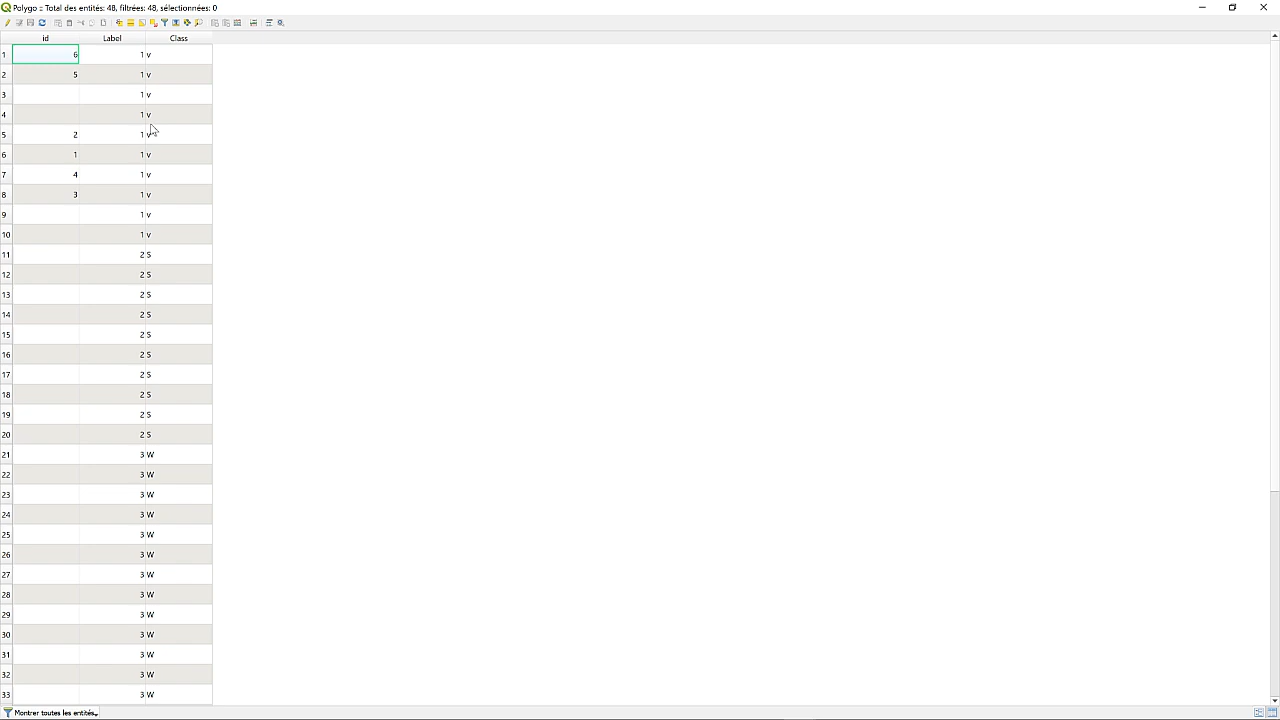 Polygo — Total des entités: 48, filtrées: 48, sélectionnées: 0
id Label Class
1 6 1 v
2 5 1 v
3 1 v
4 1 v
5 2 1 v
6 1 1 v
7 4 1 v
8 3 1 v
9 1 v
10 1 v
11 2 S
12 2 S
13 2 S
14 2 S
15 2 S
16 2 S
17 2 S
18 2 S
19 2 S
20 2 S
21 3 W
22 3 W
23 3 W
24 3 W
25 3 W
26 3 W
27 3 W
28 3 W
29 3 W
30 3 W
31 3 W
32 3 W
33 3 W
Montrer toutes les entités